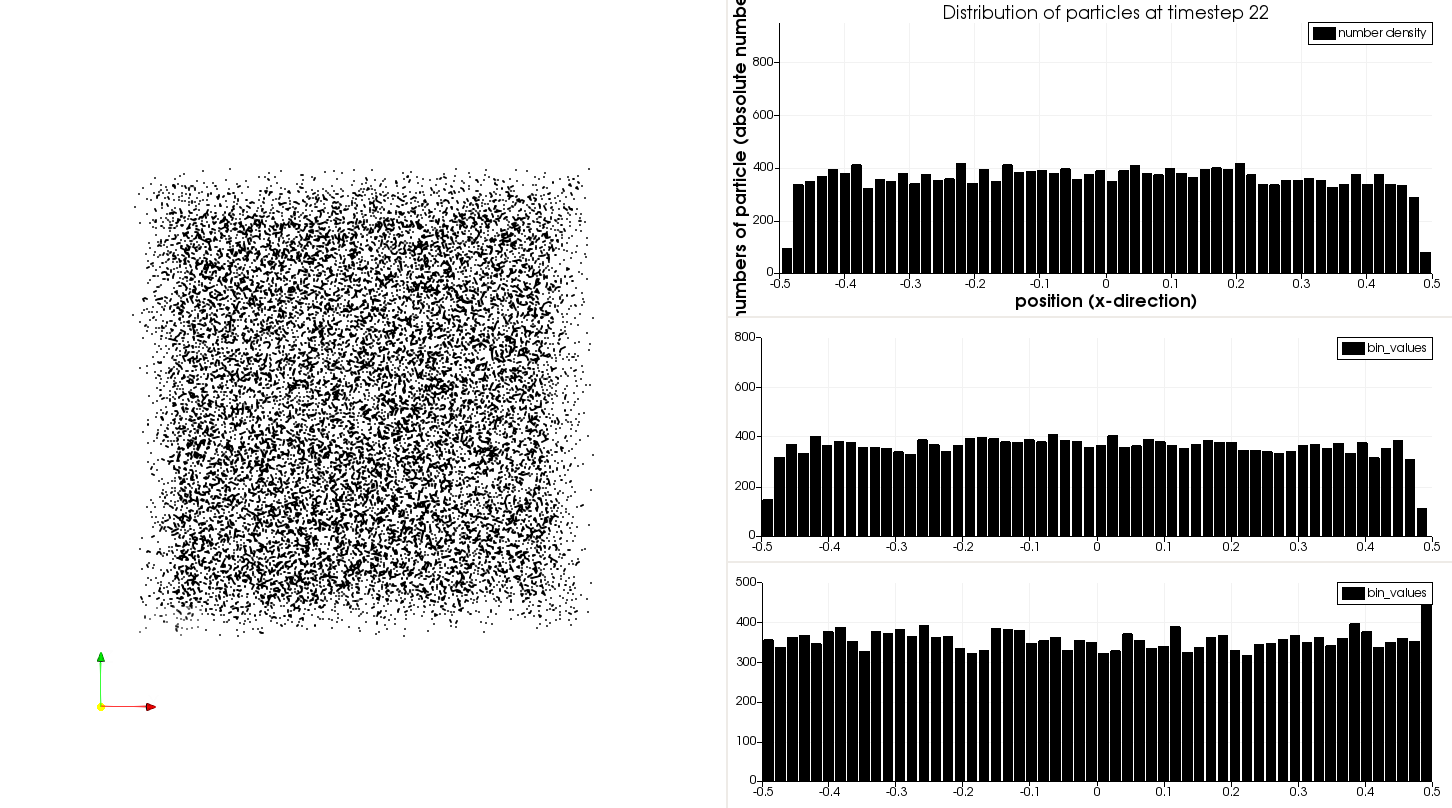 Distribution of particles at timestep 22
number density
numbers of particle (absolute numbe
800
600
400
200
0
-0.5 -0.4 -0.3 -0.2 -0.1 0 0.1 0.2 0.3 0.4 0.5
position (x-direction)
bin_values
800
600
400
200
0
-0.5 -0.4 -0.3 -0.2 -0.1 0 0.1 0.2 0.3 0.4 0.5
bin_values
500
400
300
200
100
0
-0.5 -0.4 -0.3 -0.2 -0.1 0 0.1 0.2 0.3 0.4 0.5